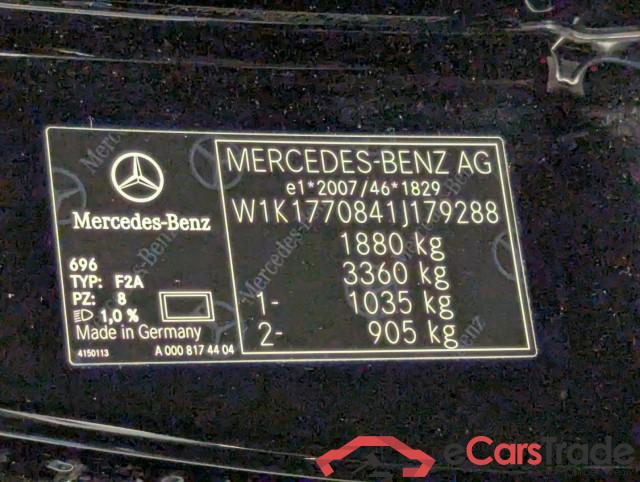 MERCEDES-BENZ AG
e1*2007/46*1829
W1K1770841J179288
1880 kg
3360 kg
1- 1035 kg
2- 905 kg
Mercedes-Benz
696
TYP: F2A
PZ: 8
1,0 %
Made in Germany
4150113 A 000 817 44 04
eCarsTrade